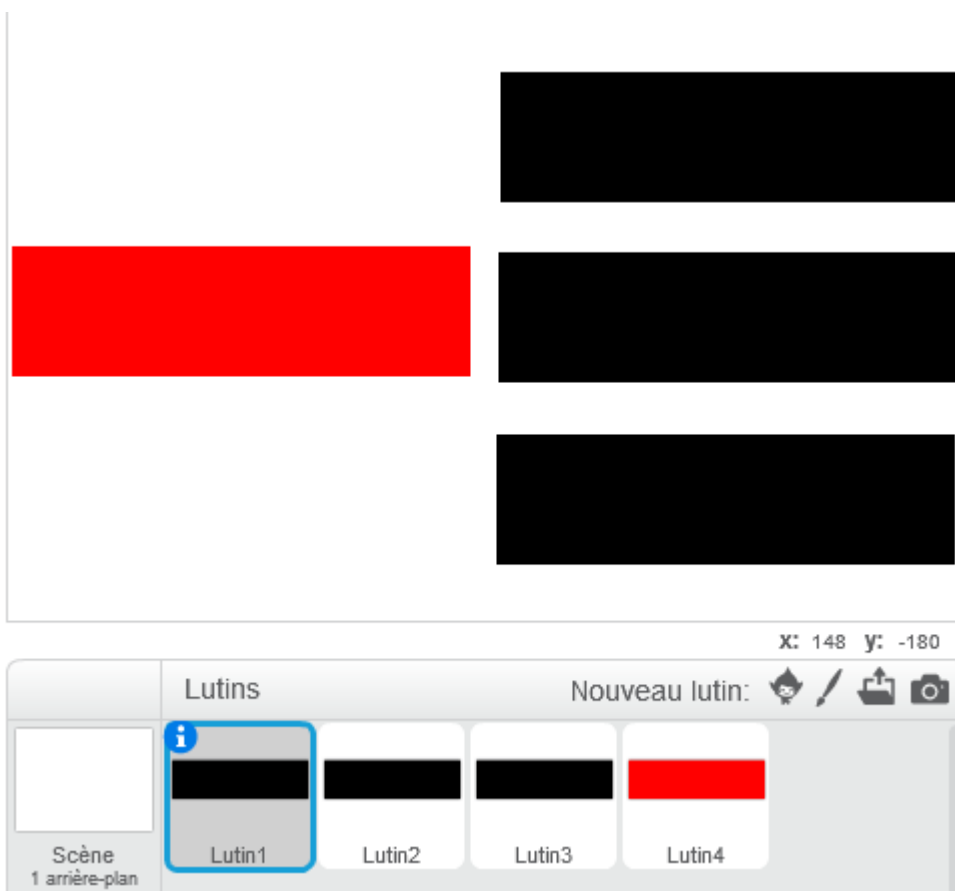 x: 148 y: -180
Lutins Nouveau lutin:
Lutin1 Lutin2 Lutin3 Lutin4
Scène
1 arrière-plan